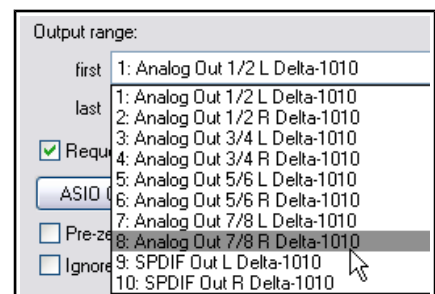 Output range:
first 1: Analog Out 1/2 L Delta-1010
last
1: Analog Out 1/2 L Delta-1010
2: Analog Out 1/2 R Delta-1010
3: Analog Out 3/4 L Delta-1010
4: Analog Out 3/4 R Delta-1010
5: Analog Out 5/6 L Delta-1010
6: Analog Out 5/6 R Delta-1010
7: Analog Out 7/8 L Delta-1010
8: Analog Out 7/8 R Delta-1010
9: SPDIF Out L Delta-1010
10: SPDIF Out R Delta-1010
ASIO
Ignore